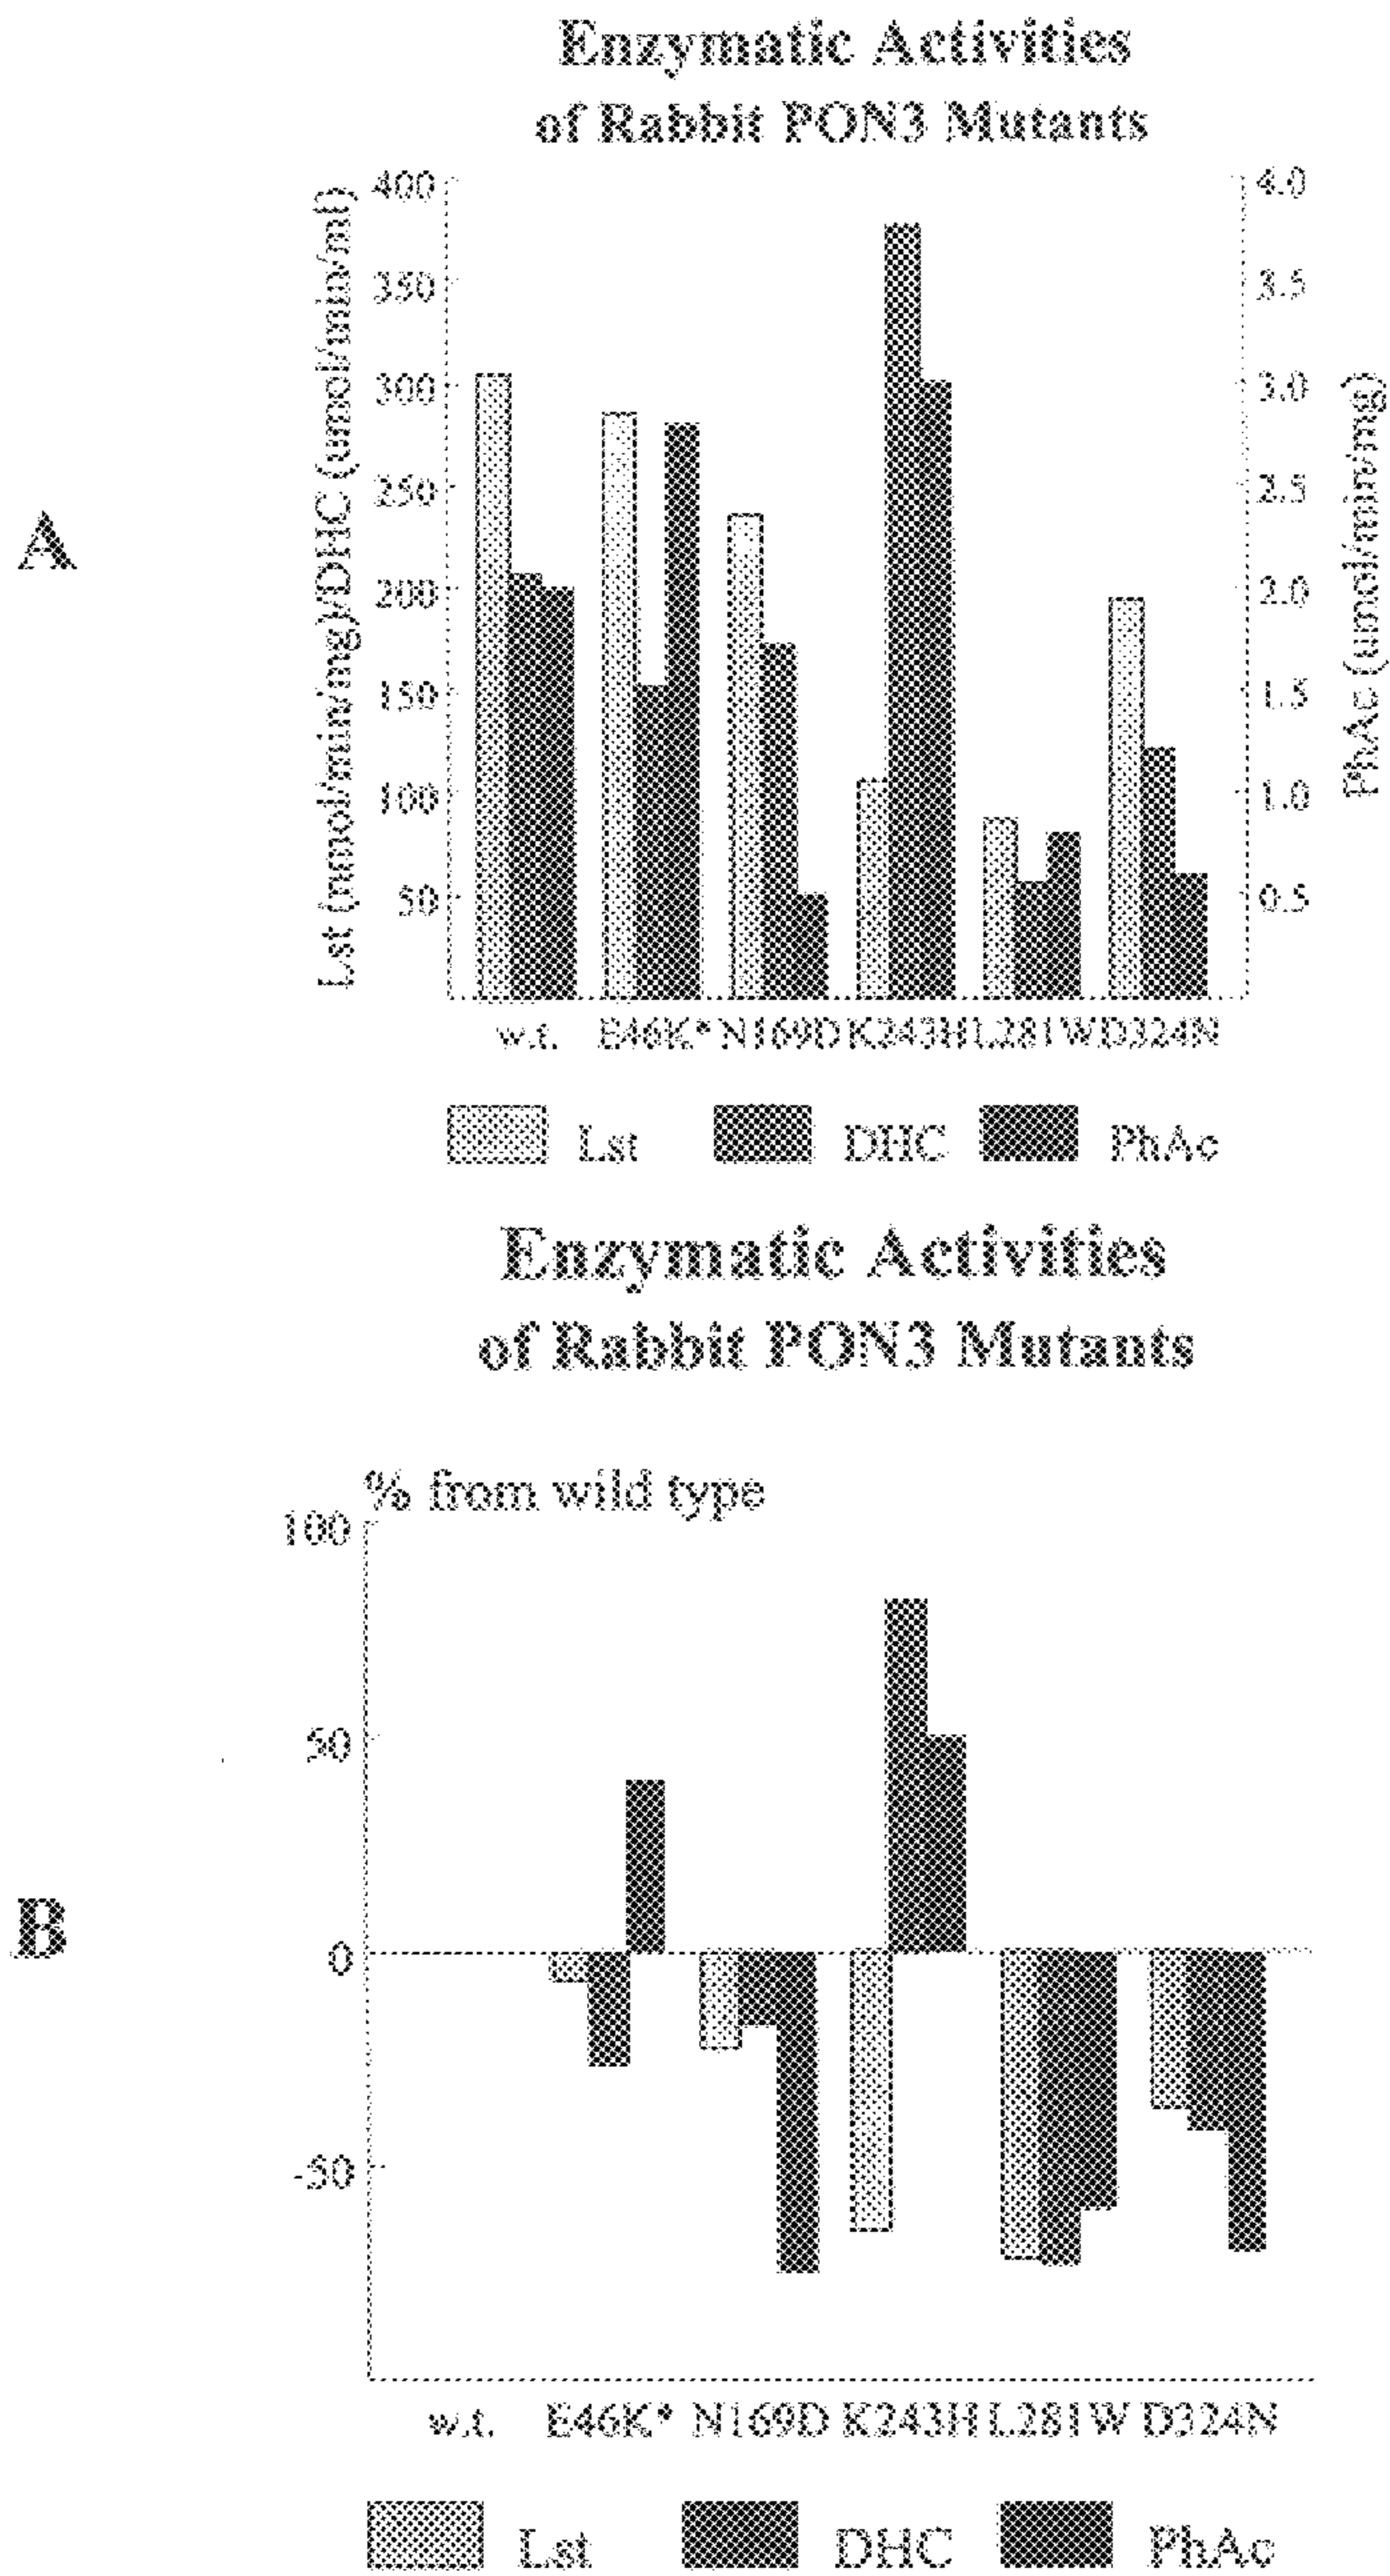 Enzymatic Activities
of Rabbit PON3 Mutants
A
Lst (nmol/min/mg)/DHC (umol/min/ml)
400
350
300
250
200
150
100
50
4.0
3.5
3.0
2.5
2.0
1.5
1.0
0.5
PhAc (umol/min/mg)
w.t. E46K* N169D K243H L281W D324N
Lst DHC PhAc
Enzymatic Activities
of Rabbit PON3 Mutants
B
% from wild type
100
50
0
-50
w.t. E46K* N169D K243H L281W D324N
Lst DHC PhAc